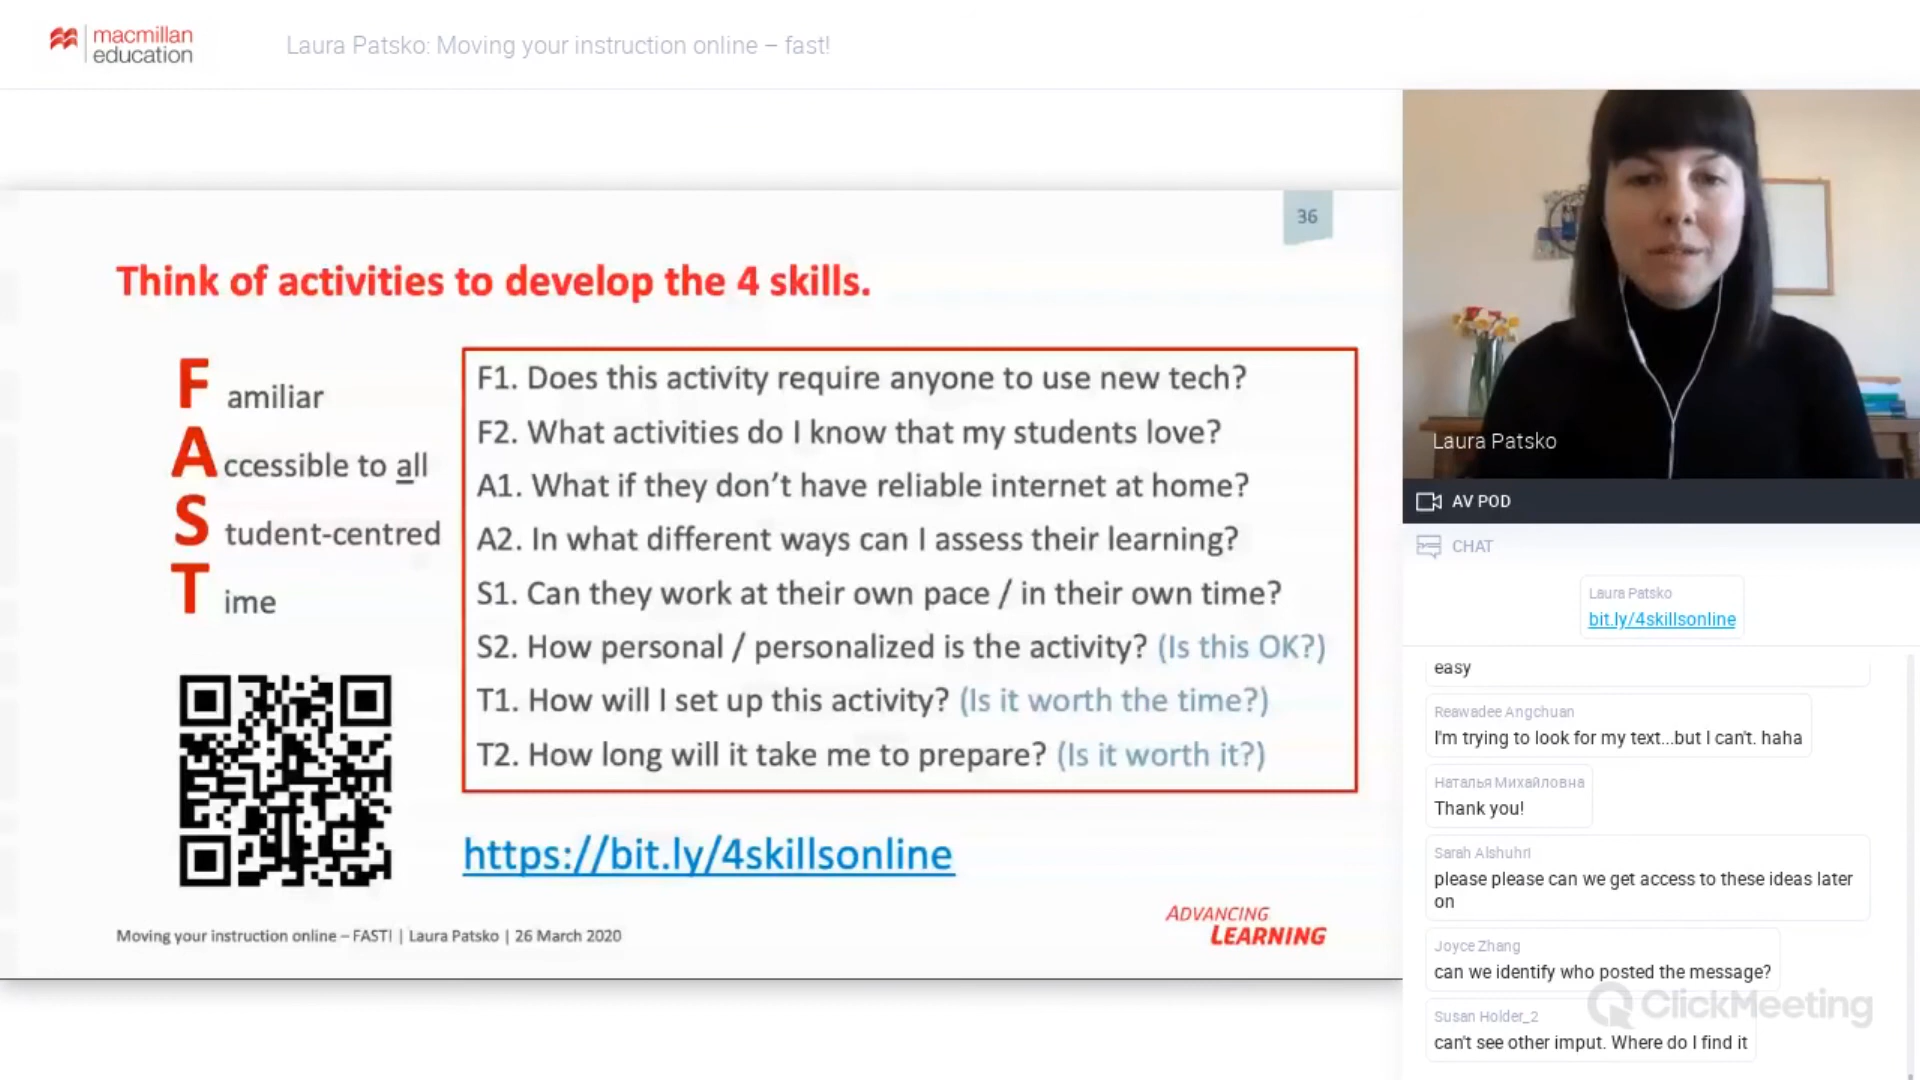 macmillan
education
Laura Patsko: Moving your instruction online – fast!
36
Think of activities to develop the 4 skills.
Familiar
Accessible to all
Student-centred
Time
F1. Does this activity require anyone to use new tech?
F2. What activities do I know that my students love?
A1. What if they don't have reliable internet at home?
A2. In what different ways can I assess their learning?
S1. Can they work at their own pace / in their own time?
S2. How personal / personalized is the activity? (Is this OK?)
T1. How will I set up this activity? (Is it worth the time?)
T2. How long will it take me to prepare? (Is it worth it?)
https://bit.ly/4skillsonline
Moving your instruction online – FAST! | Laura Patsko | 26 March 2020
ADVANCING
LEARNING
Laura Patsko
AV POD
CHAT
Laura Patsko
bit.ly/4skillsonline
easy
Reawadee Angchuan
I'm trying to look for my text...but I can't. haha
Наталья Михайловна
Thank you!
Sarah Alshuhri
please please can we get access to these ideas later
on
Joyce Zhang
can we identify who posted the message?
Susan Holder_2
can't see other imput. Where do I find it
ClickMeeting